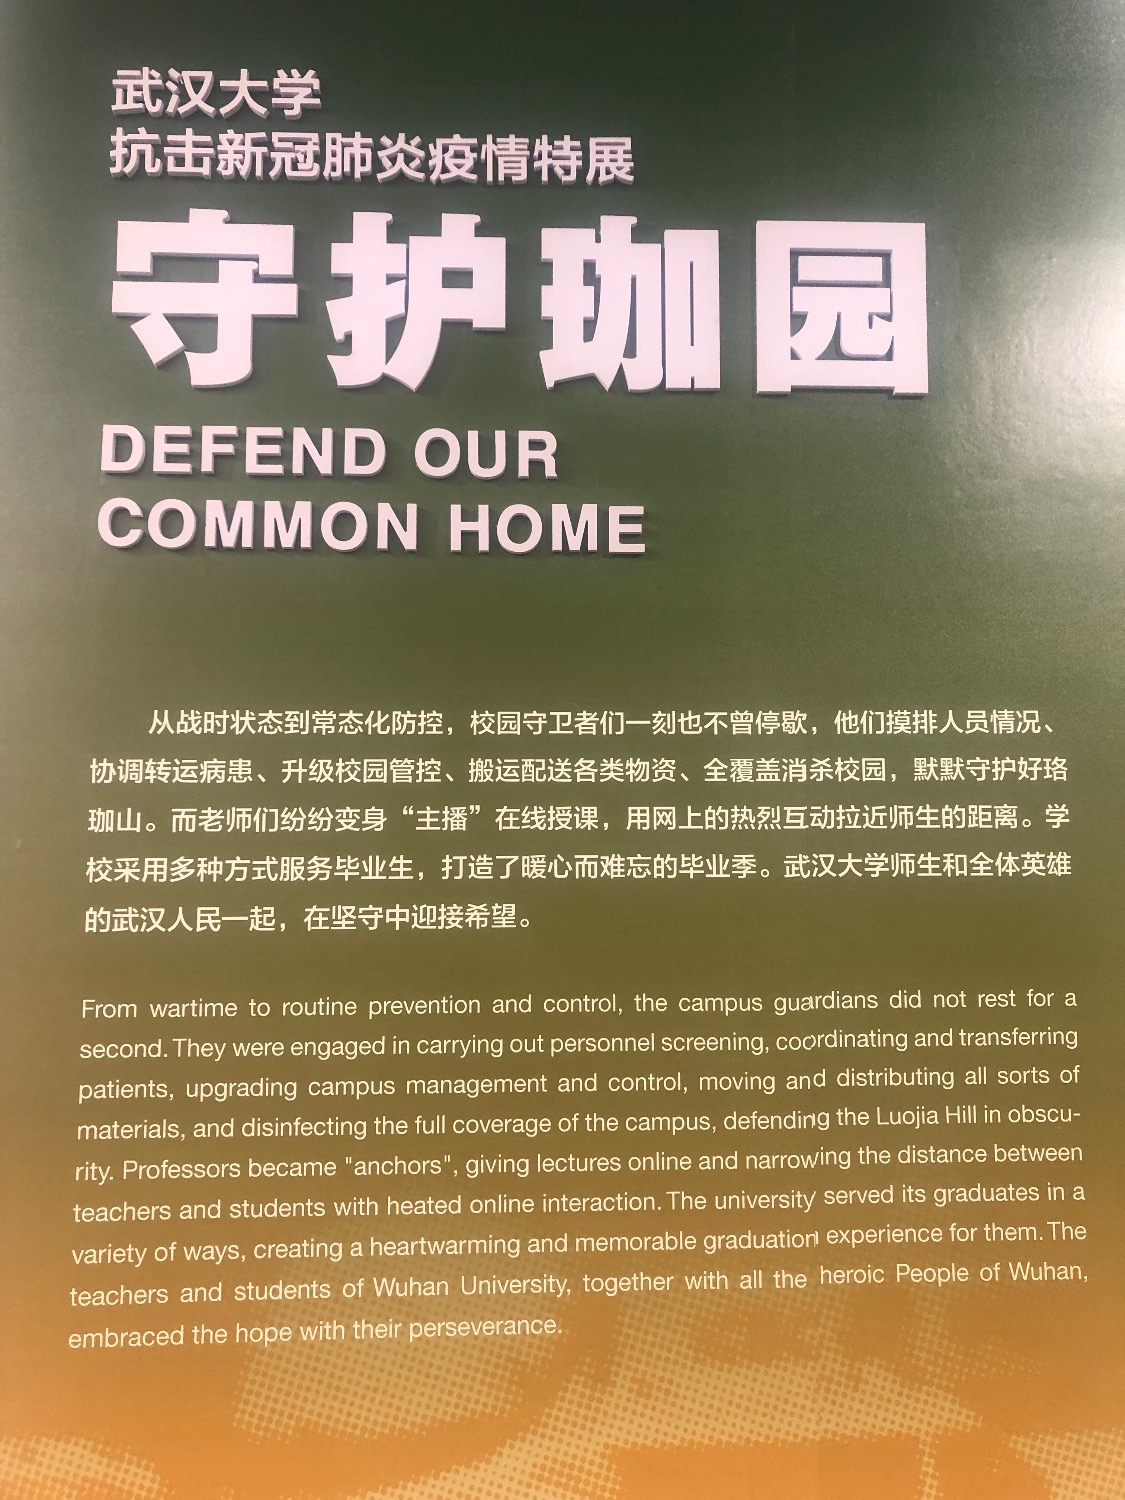 武汉大学
抗击新冠肺炎疫情特展
守护珈园
DEFEND OUR
COMMON HOME
从战时状态到常态化防控，校园守卫者们一刻也不曾停歇，他们摸排人员情况、
协调转运病患、升级校园管控、搬运配送各类物资、全覆盖消杀校园，默默守护好珞
珈山。而老师们纷纷变身“主播”在线授课，用网上的热烈互动拉近师生的距离。学
校采用多种方式服务毕业生，打造了暖心而难忘的毕业季。武汉大学师生和全体英雄
的武汉人民一起，在坚守中迎接希望。
From wartime to routine prevention and control, the campus guardians did not rest for a
second. They were engaged in carrying out personnel screening, coordinating and transferring
patients, upgrading campus management and control, moving and distributing all sorts of
materials, and disinfecting the full coverage of the campus, defending the Luojia Hill in obscu-
rity. Professors became "anchors", giving lectures online and narrowing the distance between
teachers and students with heated online interaction. The university served its graduates in a
variety of ways, creating a heartwarming and memorable graduation experience for them. The
teachers and students of Wuhan University, together with all the heroic People of Wuhan,
embraced the hope with their perseverance.